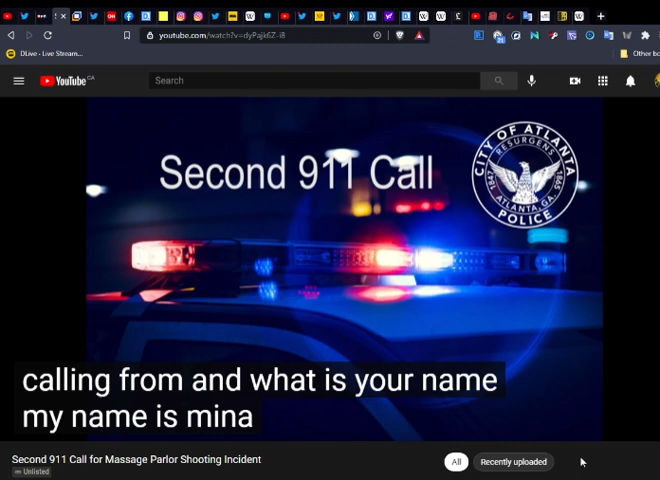 DLive - Live Stream...
youtube.com/watch?v=dyPajk6Z-i8
21
Other bo
YouTube CA
Search
Second 911 Call
CITY OF ATLANTA
RESURGENS
1847
1865
ATLANTA, GA.
POLICE
calling from and what is your name
my name is mina
Second 911 Call for Massage Parlor Shooting Incident
Unlisted
All
Recently uploaded